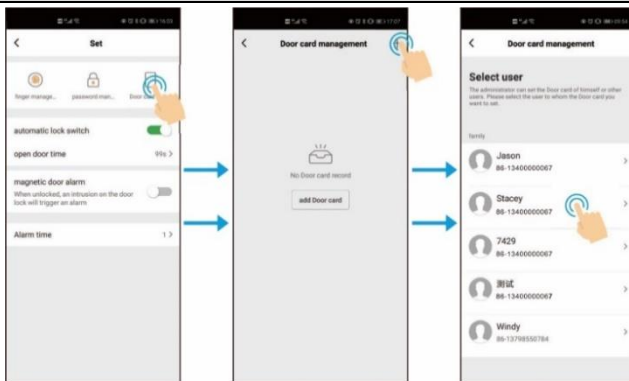 16:03
Set
finger manage...
password man...
Door
automatic lock switch
open door time
99s >
magnetic door alarm
When unlocked, an intrusion on the door
lock will trigger an alarm
Alarm time
1 >
17:07
Door card management
No Door card record
add Door card
Door card management
Select user
The administrator can set the Door card of himself or other
users. Please select the user to whom the Door card you
want to set.
family
Jason
86-13400000067
Stacey
86-13400000067
7429
86-13400000067
测试
86-13400000067
Windy
86-13798550784